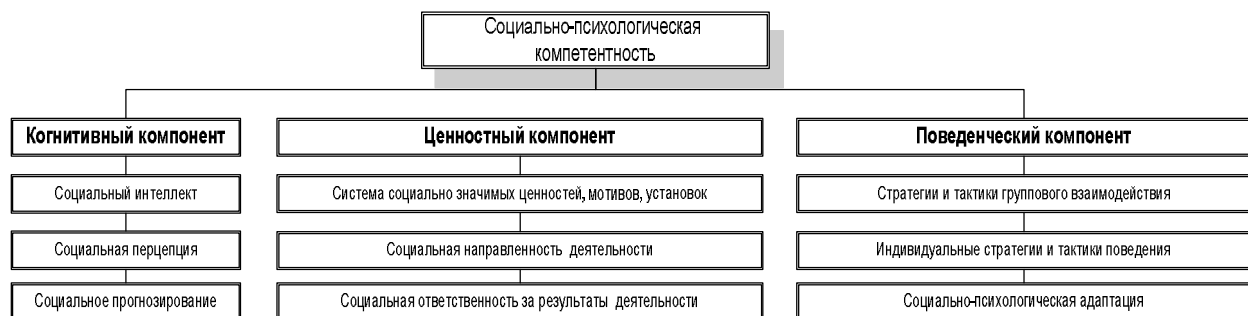 Социально-психологическая
компетентность
Когнитивный компонент
Социальный интеллект
Социальная перцепция
Социальное прогнозирование
Ценностный компонент
Система социально значимых ценностей, мотивов, установок
Социальная направленность деятельности
Социальная ответственность за результаты деятельности
Поведенческий компонент
Стратегии и тактики группового взаимодействия
Индивидуальные стратегии и тактики поведения
Социально-психологическая адаптация